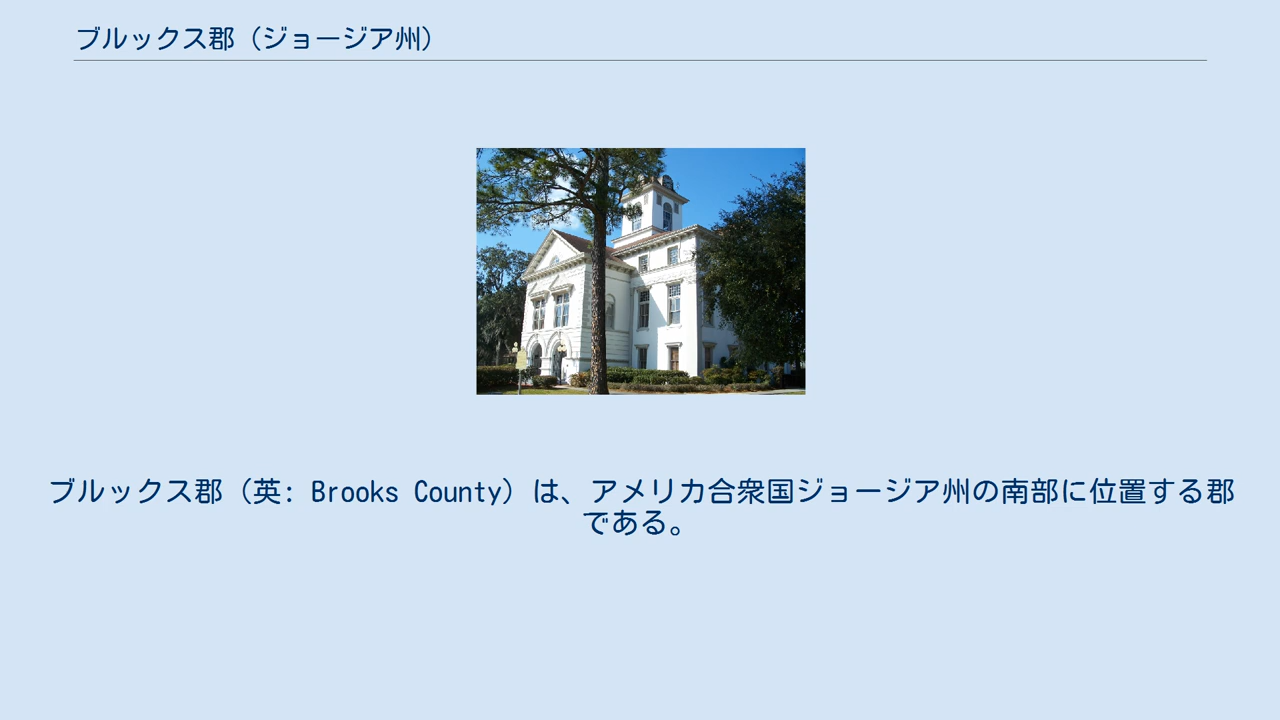 ブルックス郡（ジョージア州）
ブルックス郡（英: Brooks County）は、アメリカ合衆国ジョージア州の南部に位置する郡
である。